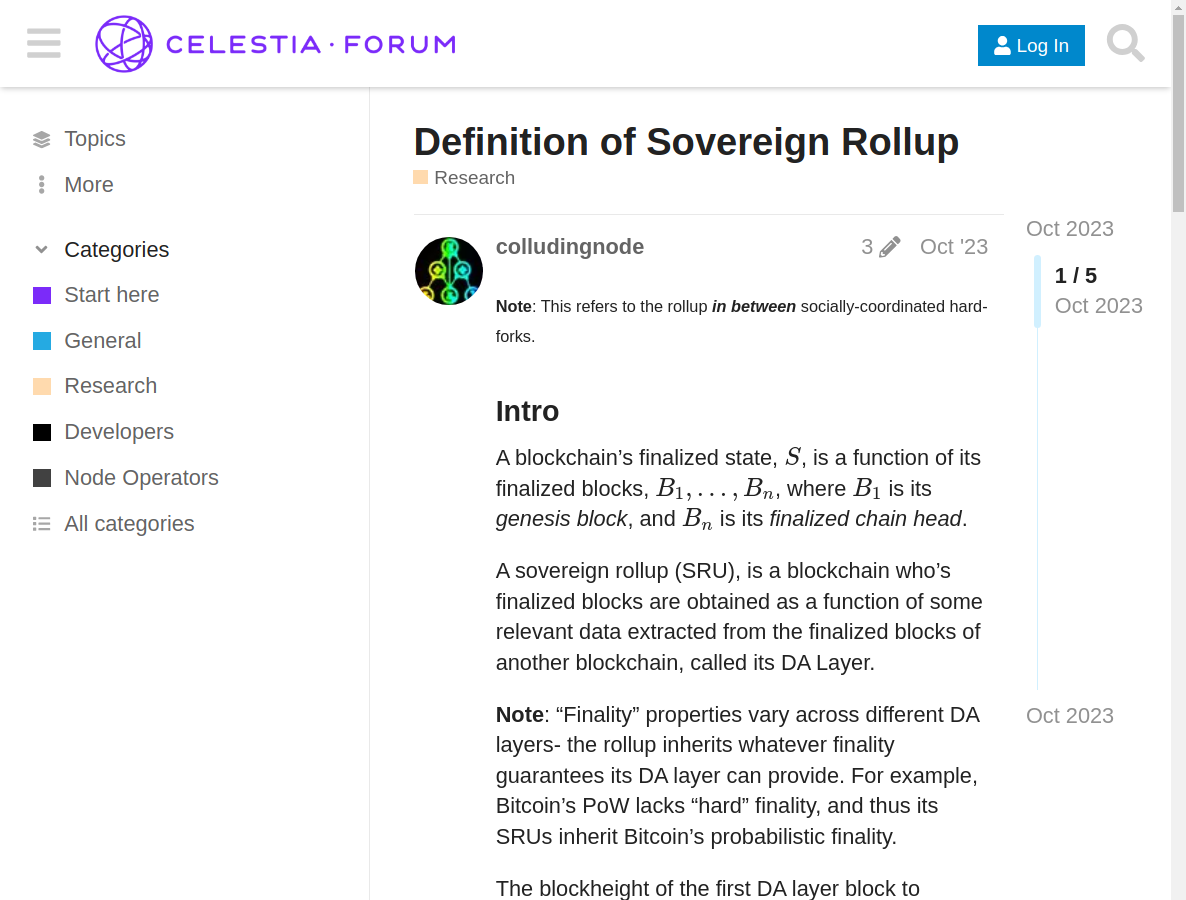 CELESTIA · FORUM
Log In
Topics
More
Categories
Start here
General
Research
Developers
Node Operators
All categories
Definition of Sovereign Rollup
Research
colludingnode
3
Oct '23
Note: This refers to the rollup in between socially-coordinated hard-
forks.
Intro
A blockchain’s finalized state, S, is a function of its
finalized blocks, B₁, . . . , Bₙ, where B₁ is its
genesis block, and Bₙ is its finalized chain head.
A sovereign rollup (SRU), is a blockchain who’s
finalized blocks are obtained as a function of some
relevant data extracted from the finalized blocks of
another blockchain, called its DA Layer.
Note: “Finality” properties vary across different DA
layers- the rollup inherits whatever finality
guarantees its DA layer can provide. For example,
Bitcoin’s PoW lacks “hard” finality, and thus its
SRUs inherit Bitcoin’s probabilistic finality.
The blockheight of the first DA layer block to
Oct 2023
1 / 5
Oct 2023
Oct 2023